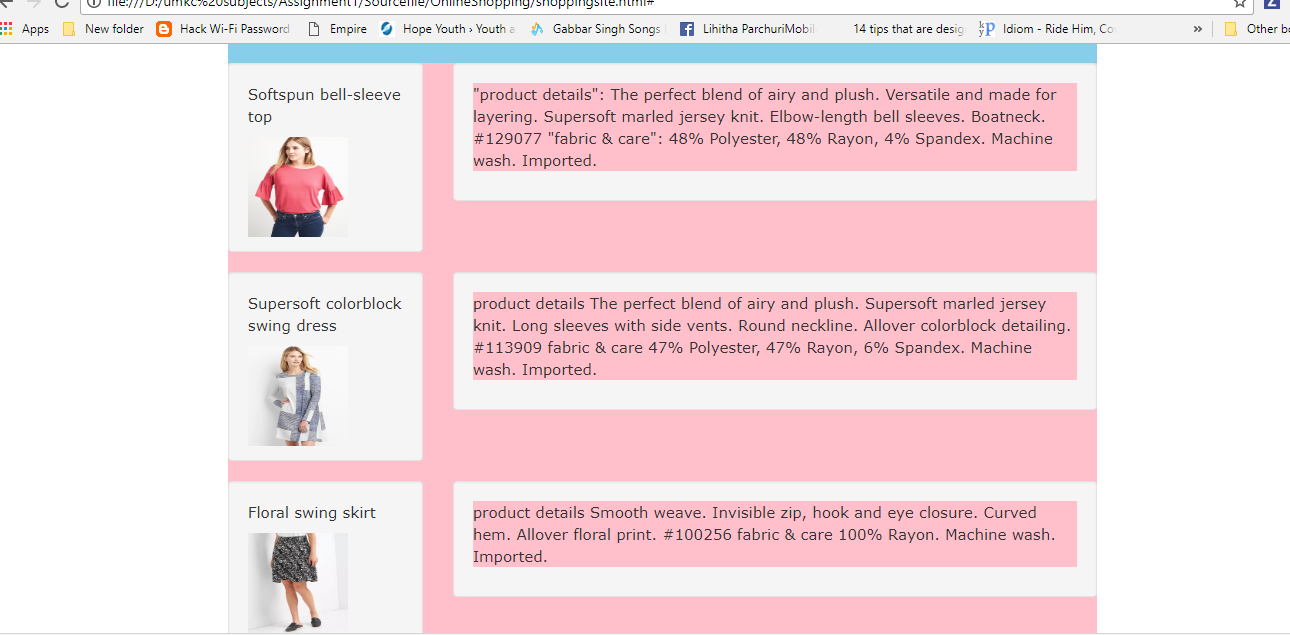 file:///D:/umkc%20subjects/Assignment1/Sourcefile/OnlineShopping/shoppingsite.html#
Apps New folder Hack Wi-Fi Password Empire Hope Youth › Youth a Gabbar Singh Songs Lihitha ParchuriMobil 14 tips that are desig Idiom - Ride Him, Co » Other bo
Softspun bell-sleeve
top
"product details": The perfect blend of airy and plush. Versatile and made for
layering. Supersoft marled jersey knit. Elbow-length bell sleeves. Boatneck.
#129077 "fabric & care": 48% Polyester, 48% Rayon, 4% Spandex. Machine
wash. Imported.
Supersoft colorblock
swing dress
product details The perfect blend of airy and plush. Supersoft marled jersey
knit. Long sleeves with side vents. Round neckline. Allover colorblock detailing.
#113909 fabric & care 47% Polyester, 47% Rayon, 6% Spandex. Machine
wash. Imported.
Floral swing skirt
product details Smooth weave. Invisible zip, hook and eye closure. Curved
hem. Allover floral print. #100256 fabric & care 100% Rayon. Machine wash.
Imported.